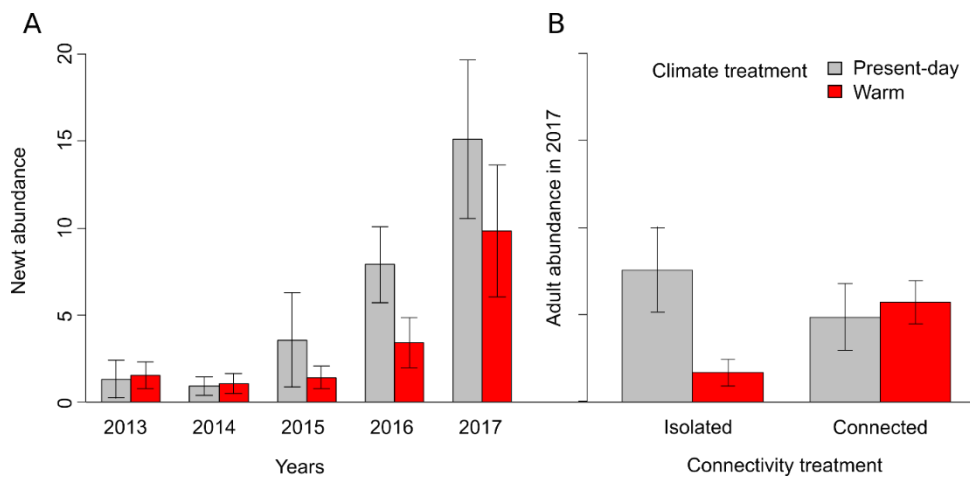 A
Newt abundance
20
15
10
5
0
2013 2014 2015 2016 2017
Years
B
Climate treatment
Present-day
Warm
Adult abundance in 2017
Isolated Connected
Connectivity treatment